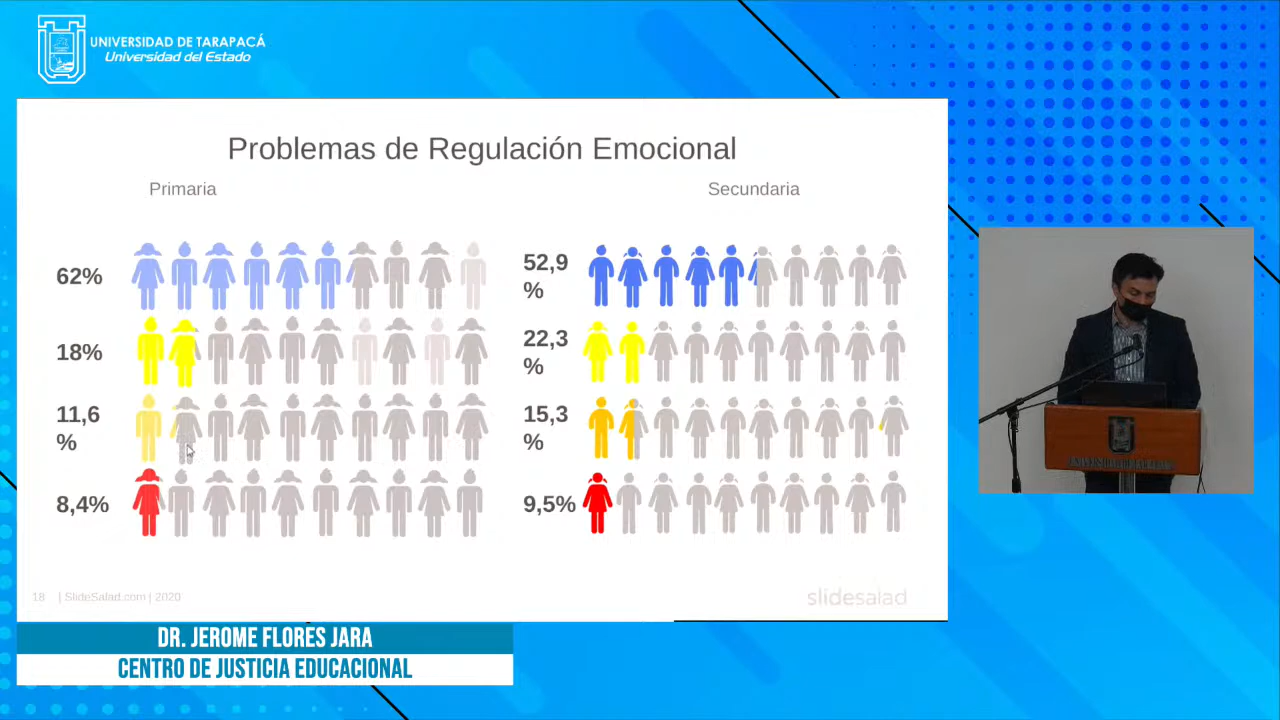 UNIVERSIDAD DE TARAPACÁ
Universidad del Estado
Problemas de Regulación Emocional
Primaria
Secundaria
62%
18%
11,6
%
8,4%
52,9
%
22,3
%
15,3
%
9,5%
18 | SlideSalad.com | 2020
slidesalad
DR. JEROME FLORES JARA
CENTRO DE JUSTICIA EDUCACIONAL